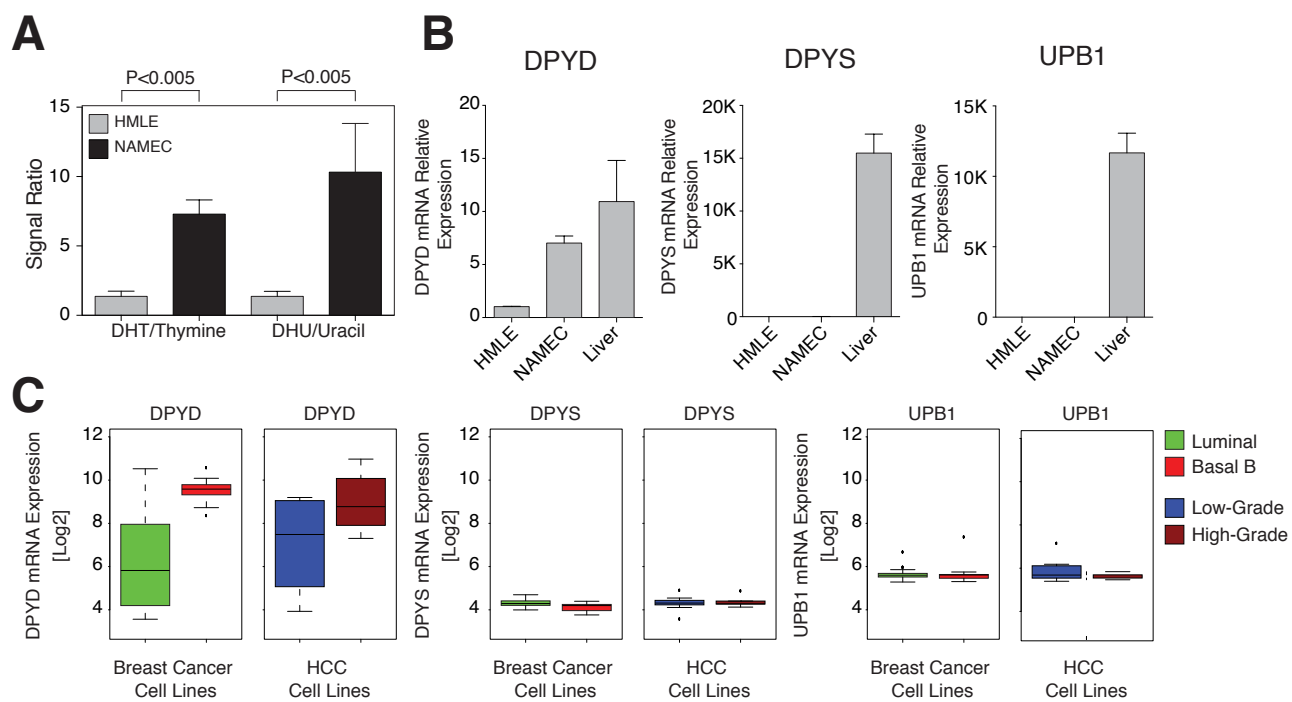 A
P<0.005
P<0.005
15
10
5
0
Signal Ratio
HMLE
NAMEC
DHT/Thymine
DHU/Uracil
B
DPYD
20
15
10
5
0
DPYD mRNA Relative
Expression
HMLE
NAMEC
Liver
DPYS
20K
15K
10K
5K
0
DPYS mRNA Relative
Expression
HMLE
NAMEC
Liver
UPB1
15K
10K
5K
0
UPB1 mRNA Relative
Expression
HMLE
NAMEC
Liver
C
DPYD
12
10
8
6
4
DPYD mRNA Expression
[Log2]
Breast Cancer
Cell Lines
DPYD
HCC
Cell Lines
DPYS
12
10
8
6
4
DPYS mRNA Expression
[Log2]
Breast Cancer
Cell Lines
DPYS
HCC
Cell Lines
UPB1
12
10
8
6
4
UPB1 mRNA Expression
[Log2]
Breast Cancer
Cell Lines
UPB1
HCC
Cell Lines
Luminal
Basal B
Low-Grade
High-Grade